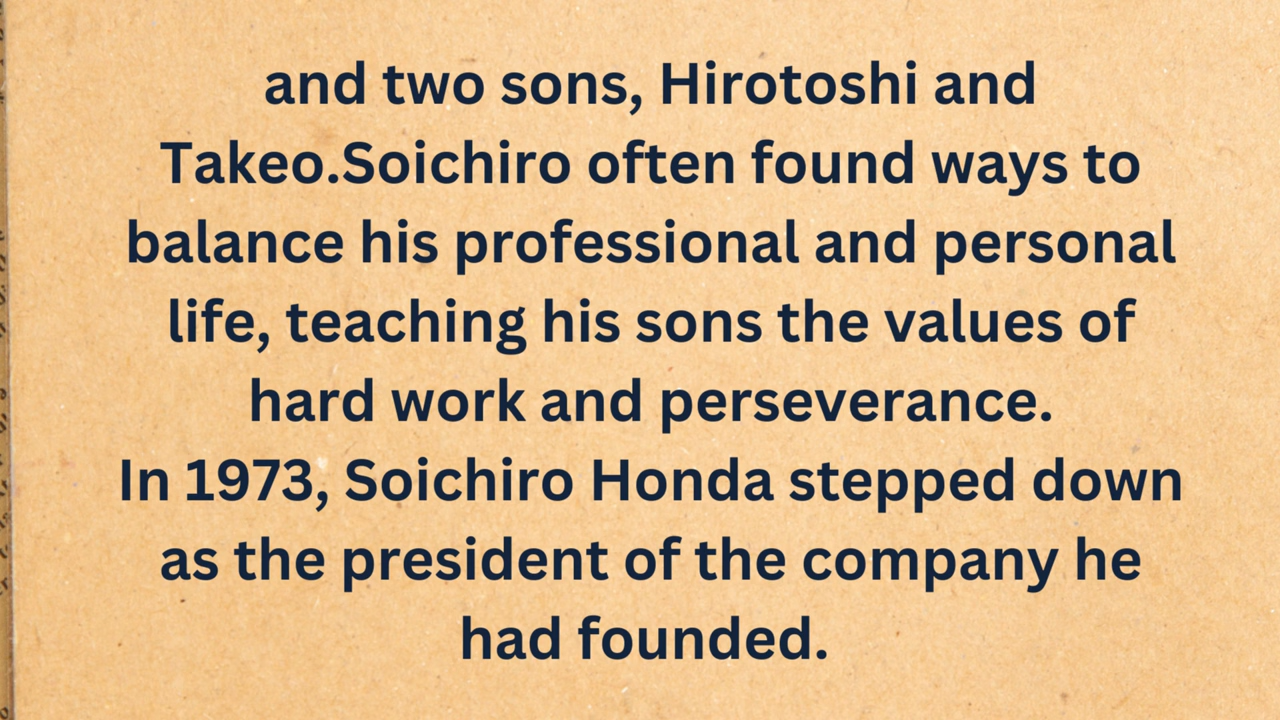 and two sons, Hirotoshi and
Takeo.Soichiro often found ways to
balance his professional and personal
life, teaching his sons the values of
hard work and perseverance.
In 1973, Soichiro Honda stepped down
as the president of the company he
had founded.